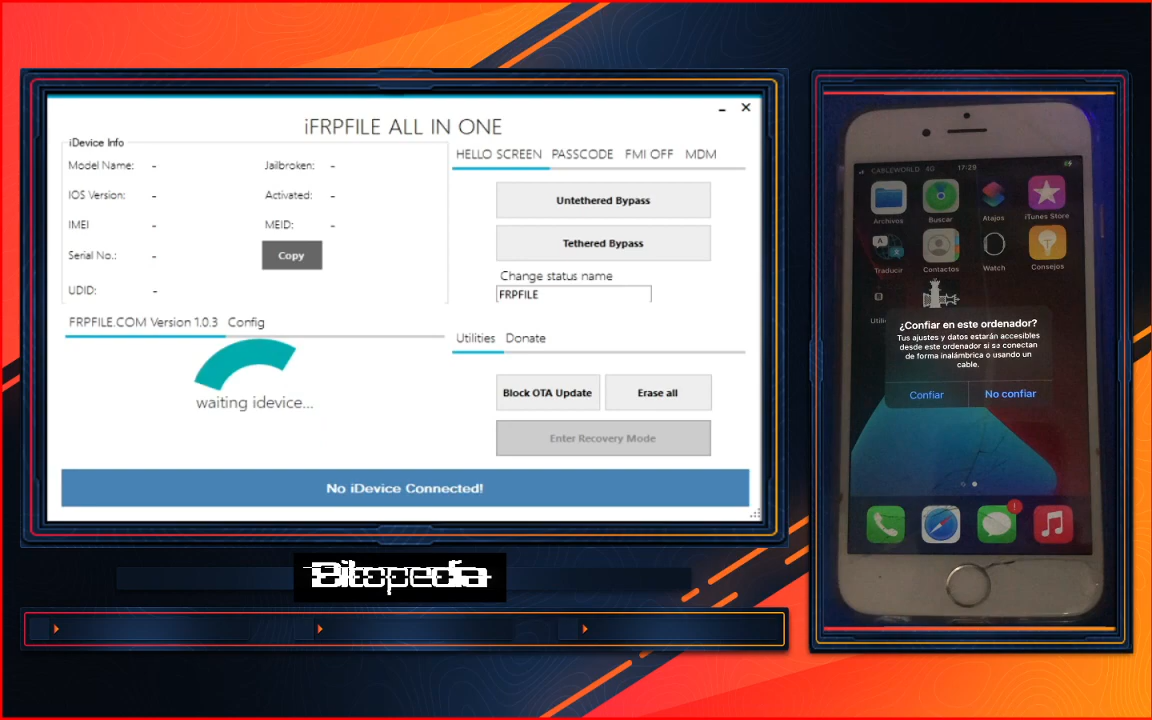 iFRPFILE ALL IN ONE
iDevice Info
Model Name: -
Jailbroken: -
IOS Version: -
Activated: -
IMEI -
MEID: -
Serial No.: -
Copy
UDID: -
FRPFILE.COM Version 1.0.3 Config
waiting idevice...
HELLO SCREEN PASSCODE FMI OFF MDM
Untethered Bypass
Tethered Bypass
Change status name
FRPFILE
Utilities Donate
Block OTA Update Erase all
Enter Recovery Mode
No iDevice Connected!
Bitopedia
CABLEWORLD 4G 17:29
Archivos Buscar Atajos iTunes Store
Traducir Contactos Watch Consejos
¿Confiar en este ordenador?
Tus ajustes y datos estarán accesibles
desde este ordenador si se conectan
de forma inalámbrica o usando un
cable.
Confiar No confiar
1